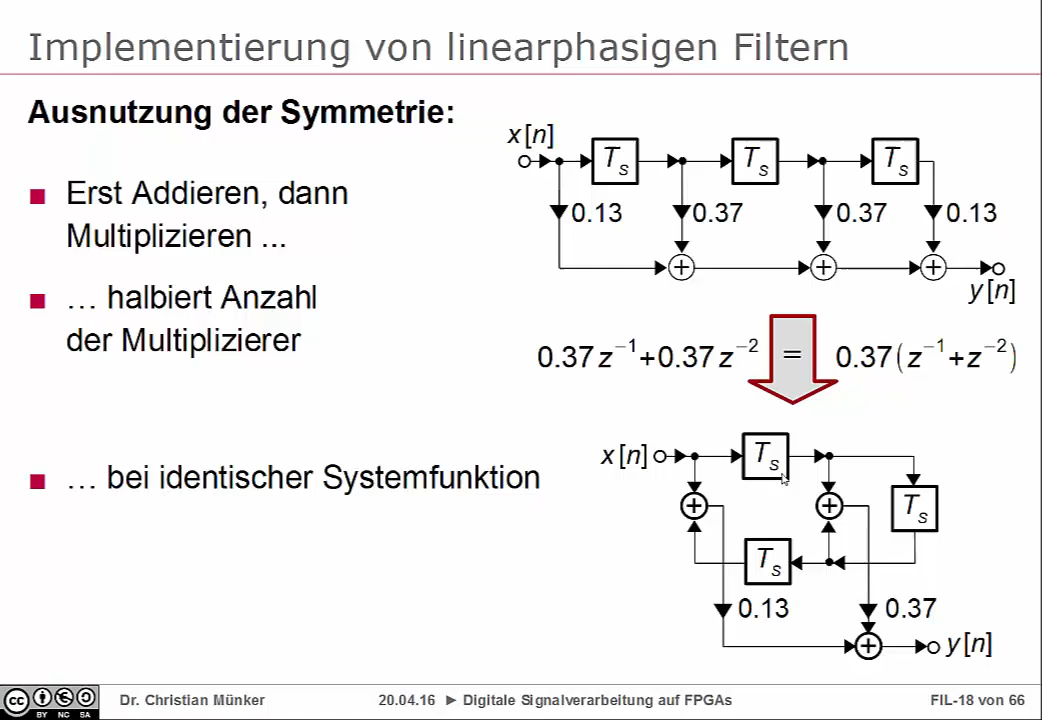 Implementierung von linearphasigen Filtern
Ausnutzung der Symmetrie:
■ Erst Addieren, dann
Multiplizieren ...
■ … halbiert Anzahl
der Multiplizierer
■ … bei identischer Systemfunktion
x[n]
Ts Ts Ts
0.13 0.37 0.37 0.13
+ + +
y[n]
0.37 z⁻¹+0.37 z⁻² = 0.37(z⁻¹+z⁻²)
x[n] Ts
+ + Ts
Ts
0.13 0.37
+ y[n]
cc BY NC SA
Dr. Christian Münker 20.04.16 ► Digitale Signalverarbeitung auf FPGAs FIL-18 von 66